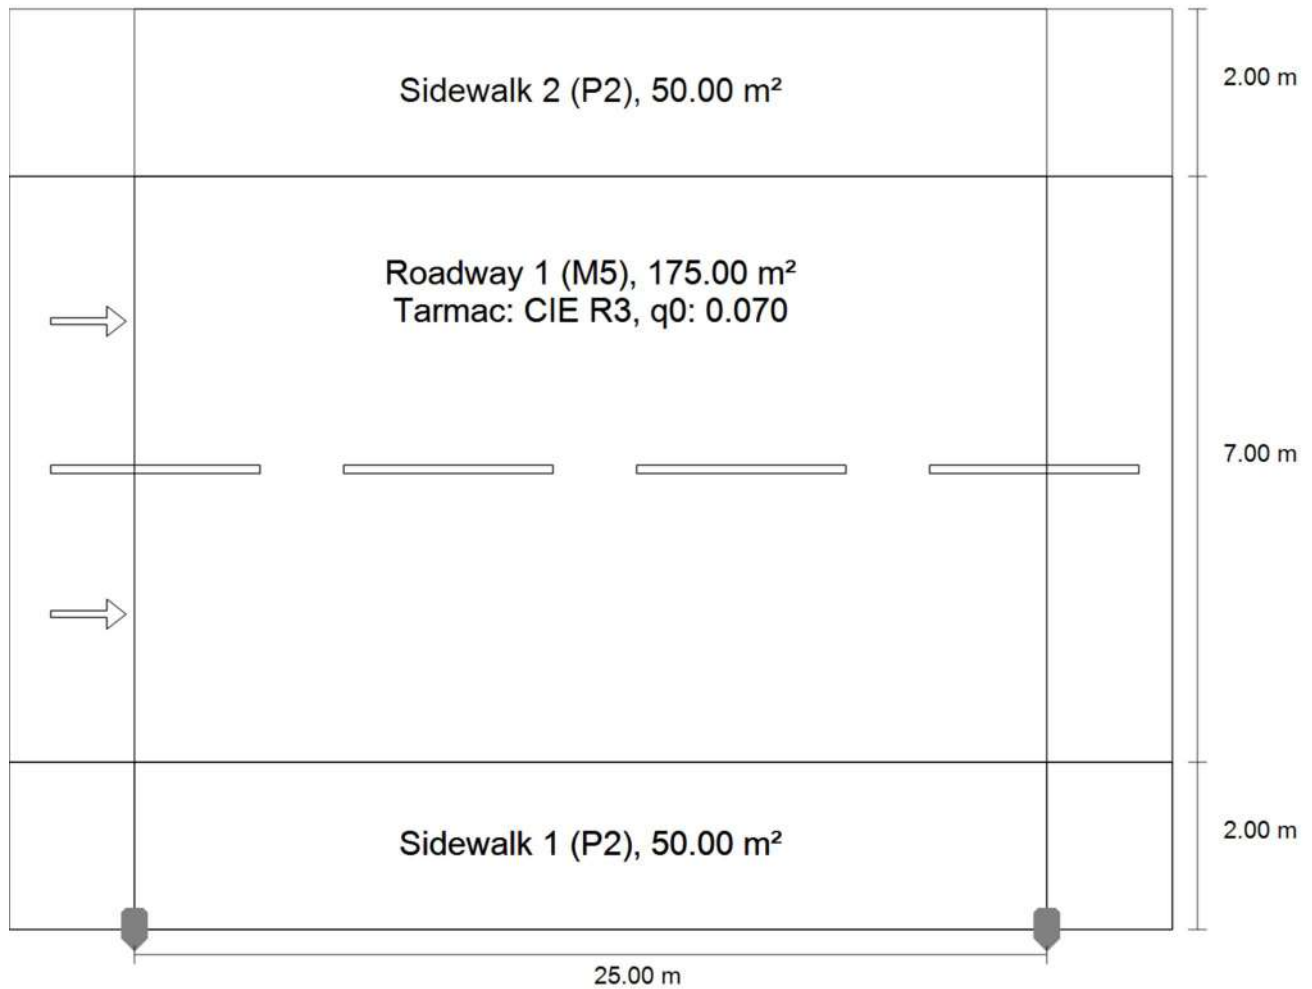 Sidewalk 2 (P2), 50.00 m²
2.00 m
Roadway 1 (M5), 175.00 m²
Tarmac: CIE R3, q0: 0.070
7.00 m
Sidewalk 1 (P2), 50.00 m²
2.00 m
25.00 m